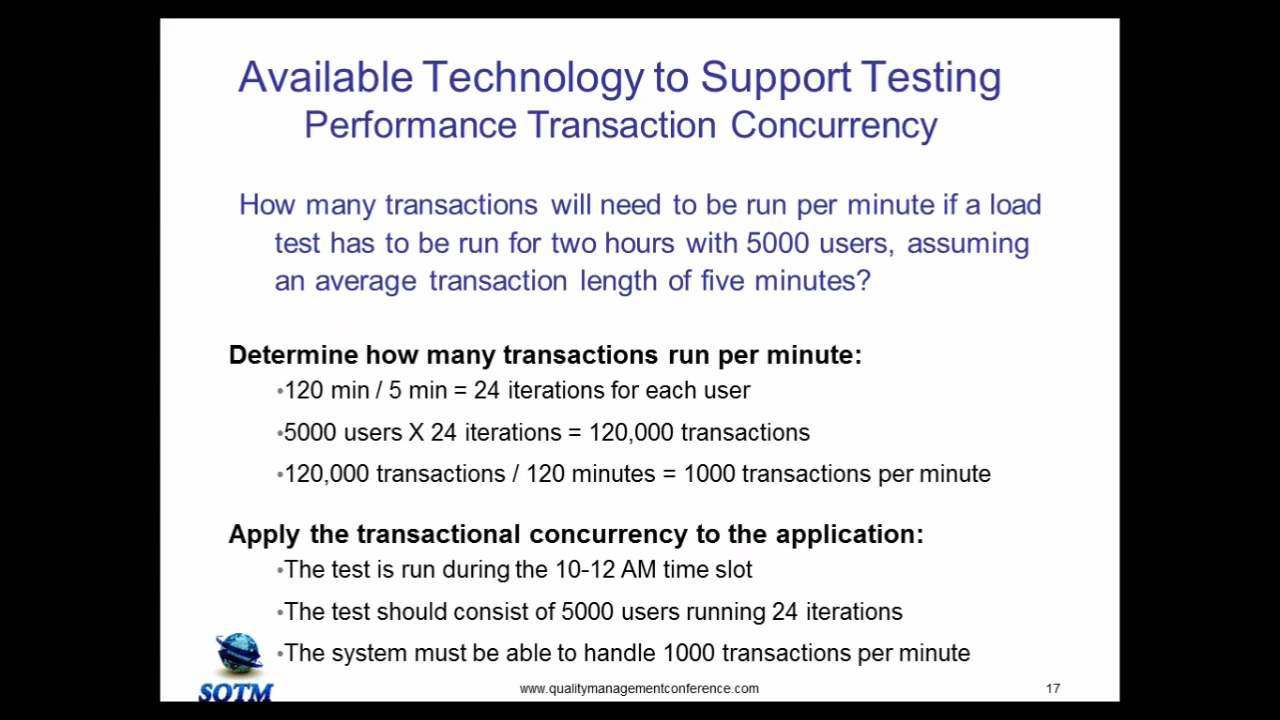 Available Technology to Support Testing
Performance Transaction Concurrency
How many transactions will need to be run per minute if a load
test has to be run for two hours with 5000 users, assuming
an average transaction length of five minutes?
Determine how many transactions run per minute:
•120 min / 5 min = 24 iterations for each user
•5000 users X 24 iterations = 120,000 transactions
•120,000 transactions / 120 minutes = 1000 transactions per minute
Apply the transactional concurrency to the application:
•The test is run during the 10-12 AM time slot
•The test should consist of 5000 users running 24 iterations
•The system must be able to handle 1000 transactions per minute
SOTM
www.qualitymanagementconference.com
17